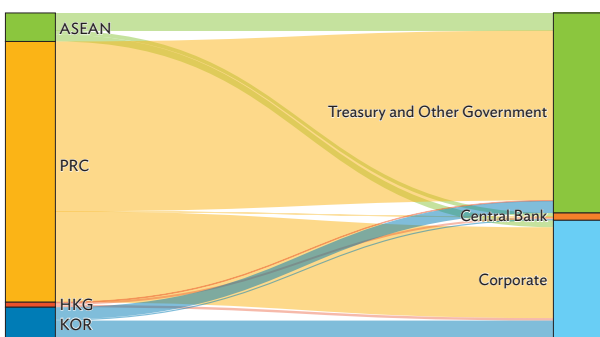 ASEAN
Treasury and Other Government
PRC
Central Bank
Corporate
HKG
KOR